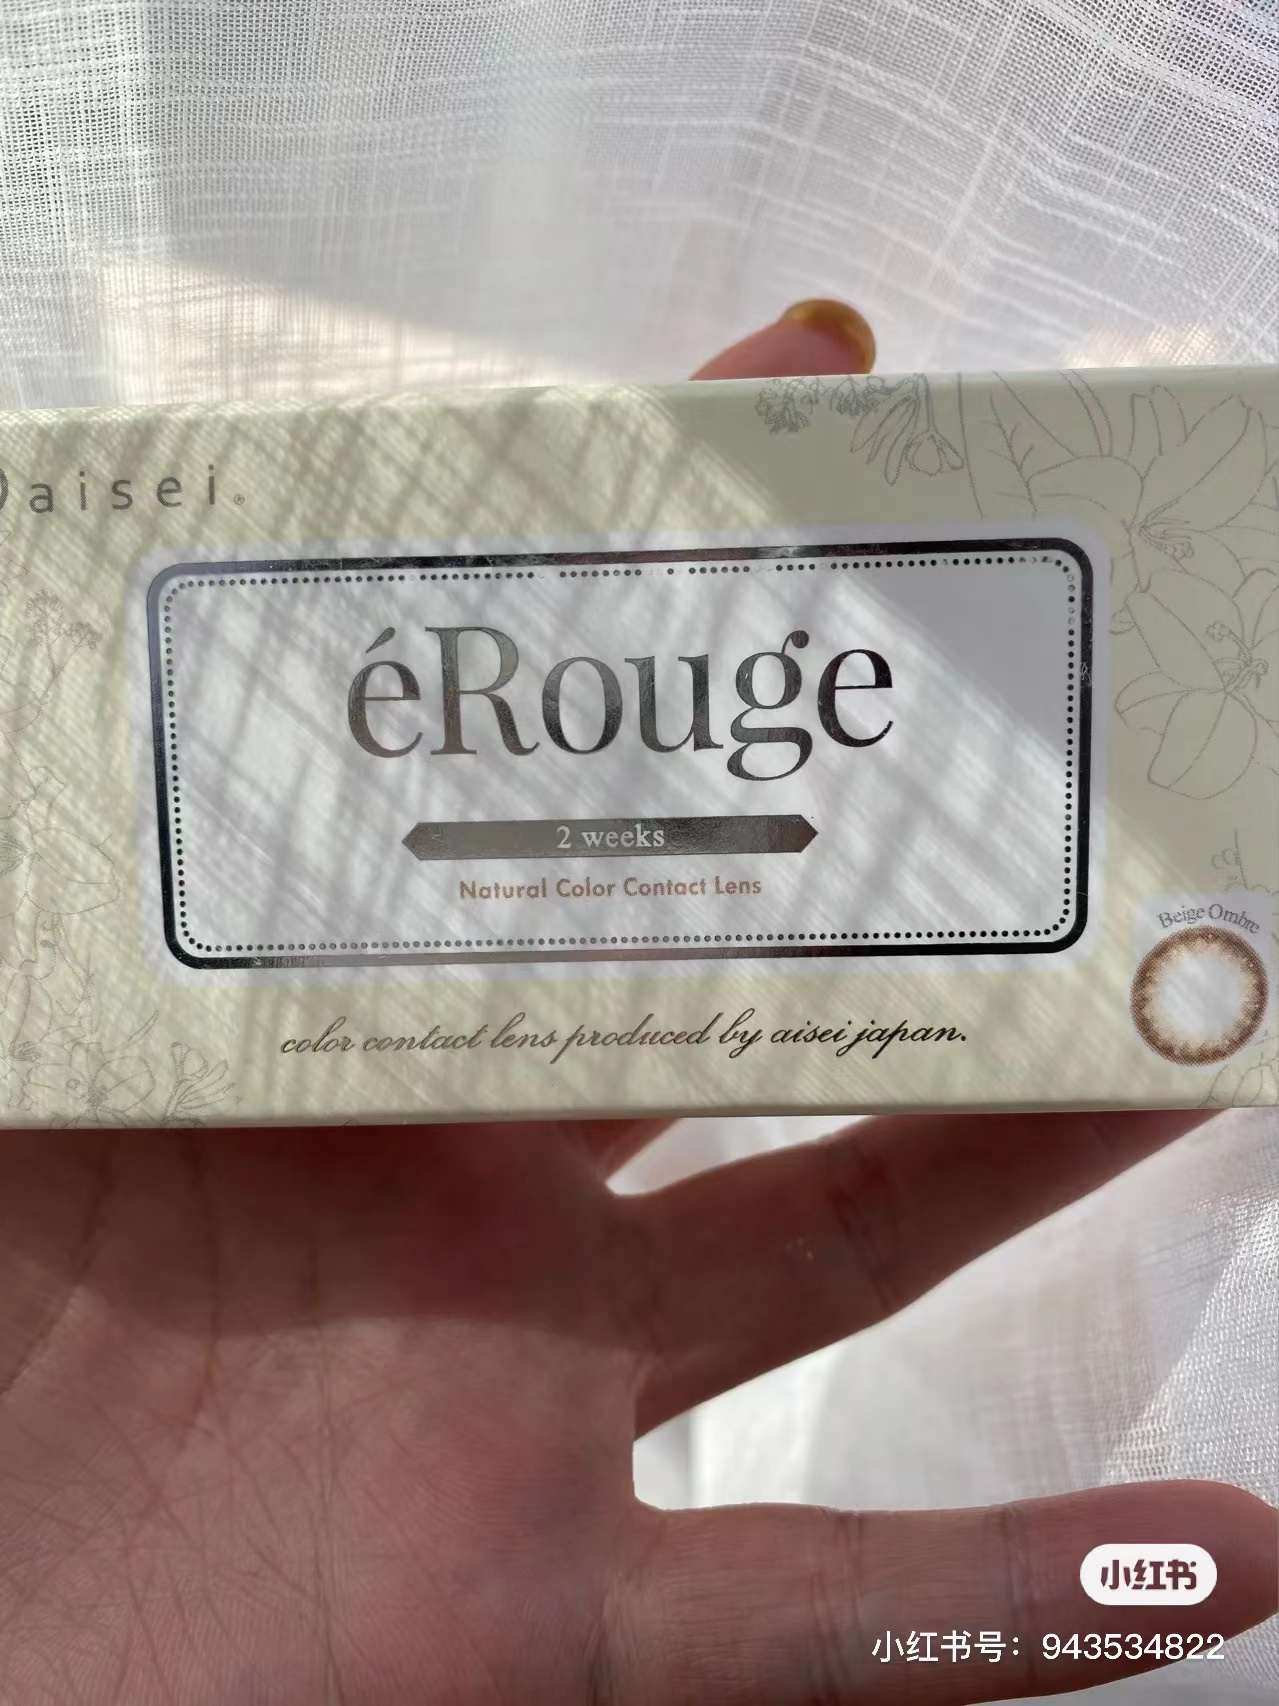 aisei®
éRouge
2 weeks
Natural Color Contact Lens
Beige Ombre
color contact lens produced by aisei japan.
小红书
小红书号：943534822